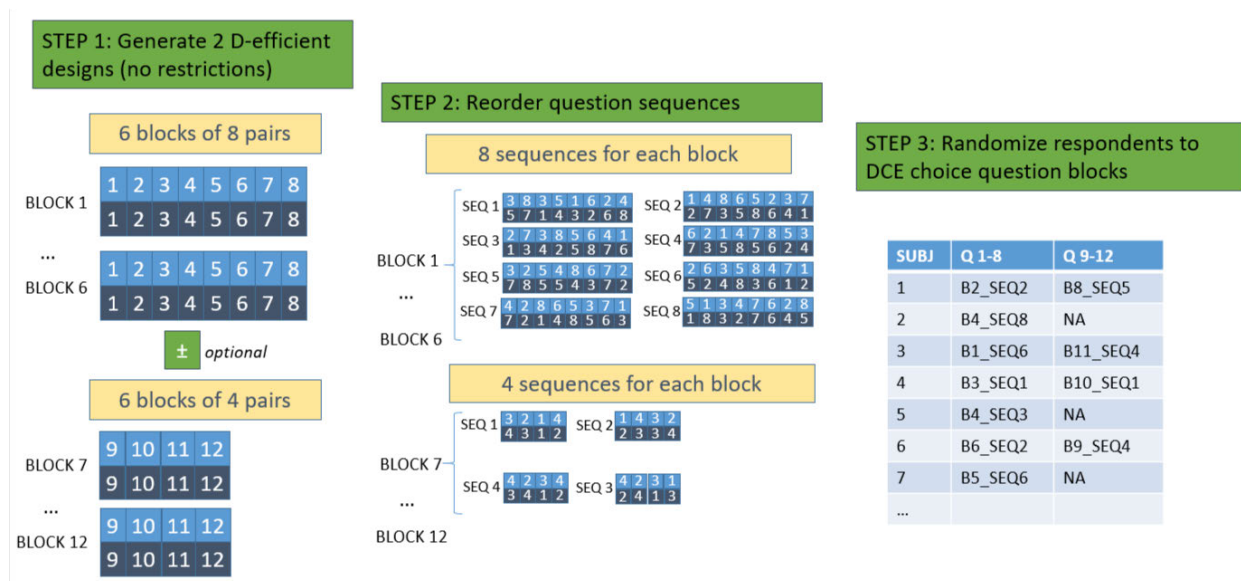 STEP 1: Generate 2 D-efficient
designs (no restrictions)
6 blocks of 8 pairs
BLOCK 1
1 2 3 4 5 6 7 8
1 2 3 4 5 6 7 8
...
BLOCK 6
1 2 3 4 5 6 7 8
1 2 3 4 5 6 7 8
± optional
6 blocks of 4 pairs
BLOCK 7
9 10 11 12
9 10 11 12
...
BLOCK 12
9 10 11 12
9 10 11 12
STEP 2: Reorder question sequences
8 sequences for each block
BLOCK 1
...
BLOCK 6
SEQ 1
3 8 3 5 1 6 2 4
5 7 1 4 3 2 6 8
SEQ 2
1 4 8 6 5 2 3 7
2 7 3 5 8 6 4 1
SEQ 3
2 7 3 8 5 6 4 1
1 3 4 2 5 8 7 6
SEQ 4
6 2 1 4 7 8 5 3
7 3 5 8 5 6 2 4
SEQ 5
3 2 5 4 8 6 7 2
7 8 5 5 4 3 7 2
SEQ 6
2 6 3 5 8 4 7 1
5 2 4 8 3 6 1 2
SEQ 7
4 2 8 6 5 3 7 1
7 2 1 4 8 5 6 3
SEQ 8
5 1 3 4 7 6 2 8
1 8 3 2 7 6 4 5
4 sequences for each block
BLOCK 7
...
BLOCK 12
SEQ 1
3 2 1 4
4 3 1 2
SEQ 2
1 4 3 2
2 3 3 4
SEQ 4
4 2 3 4
3 4 1 2
SEQ 3
4 2 3 1
2 4 1 3
STEP 3: Randomize respondents to
DCE choice question blocks
SUBJ Q 1-8 Q 9-12
1 B2_SEQ2 B8_SEQ5
2 B4_SEQ8 NA
3 B1_SEQ6 B11_SEQ4
4 B3_SEQ1 B10_SEQ1
5 B4_SEQ3 NA
6 B6_SEQ2 B9_SEQ4
7 B5_SEQ6 NA
...